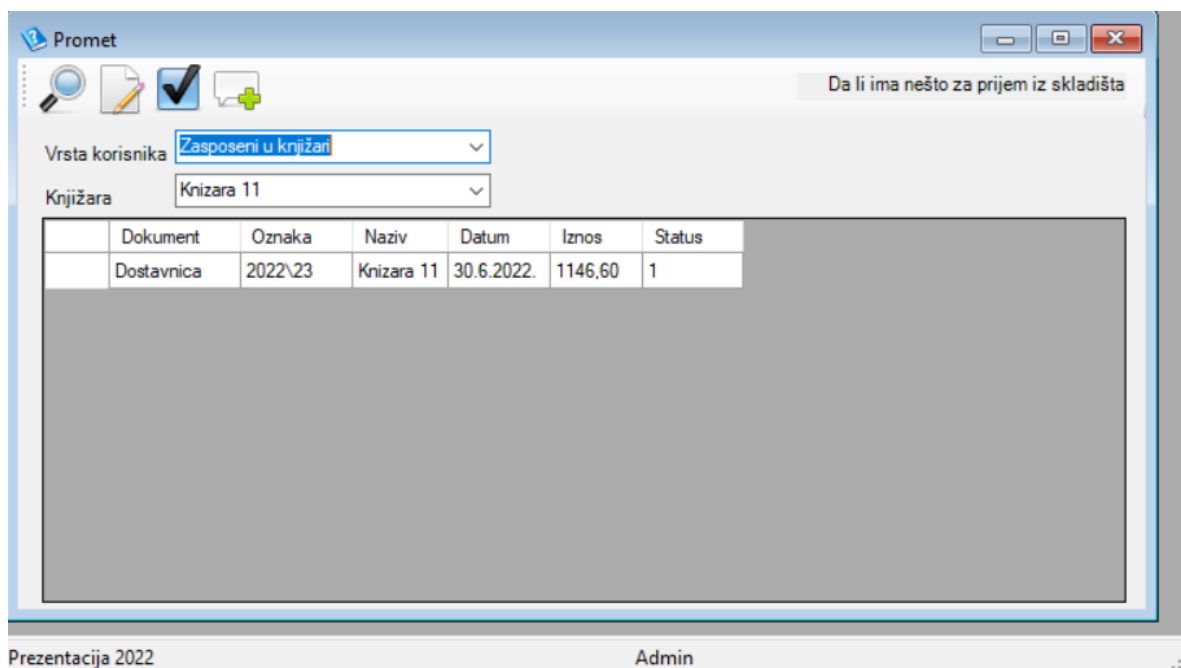 Promet
Da li ima nešto za prijem iz skladišta
Vrsta korisnika Zasposeni u knjižari
Knjižara Knizara 11
Dokument Oznaka Naziv Datum Iznos Status
Dostavnica 2022\23 Knizara 11 30.6.2022. 1146,60 1
Prezentacija 2022 Admin